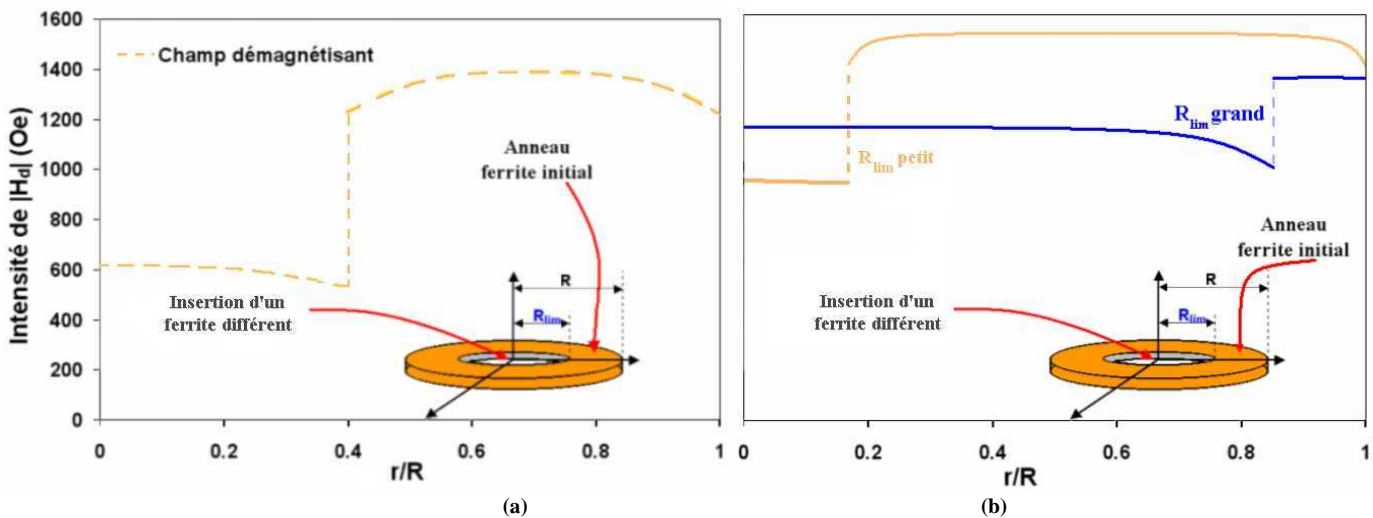 1600
1400
1200
1000
800
600
400
200
0
Intensité de |Hd| (Oe)
Champ démagnétisant
Anneau
ferrite initial
Insertion d'un
ferrite différent
R
Rlim
0
0.2
0.4
0.6
0.8
1
r/R
(a)
Rlim grand
Rlim petit
Anneau
ferrite initial
Insertion d'un
ferrite différent
R
Rlim
0
0.2
0.4
0.6
0.8
1
r/R
(b)